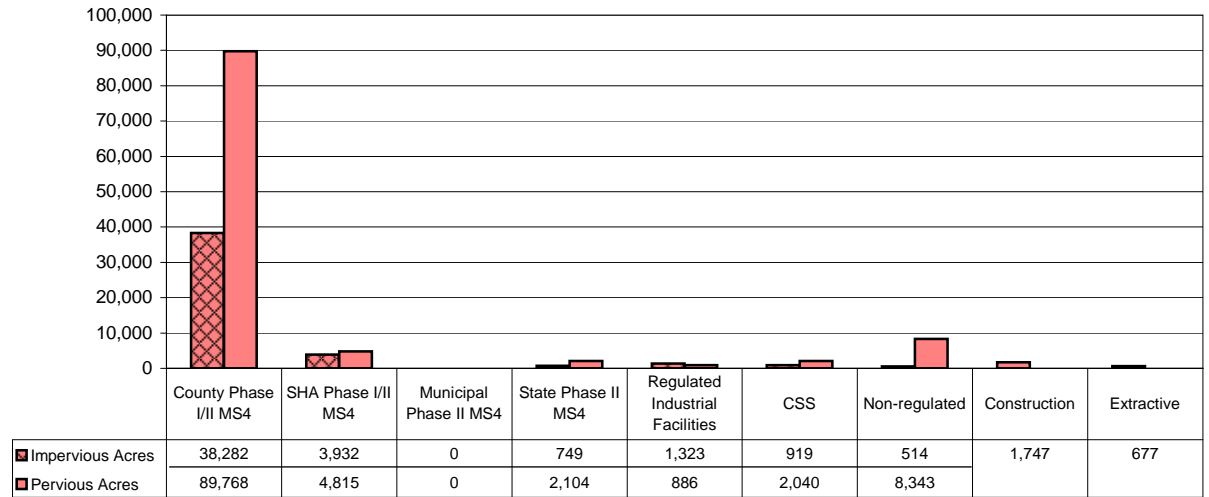 100,000
90,000
80,000
70,000
60,000
50,000
40,000
30,000
20,000
10,000
0
County Phase I/II MS4
SHA Phase I/II MS4
Municipal Phase II MS4
State Phase II MS4
Regulated Industrial Facilities
CSS
Non-regulated
Construction
Extractive
Impervious Acres 38,282 3,932 0 749 1,323 919 514 1,747 677
Pervious Acres 89,768 4,815 0 2,104 886 2,040 8,343